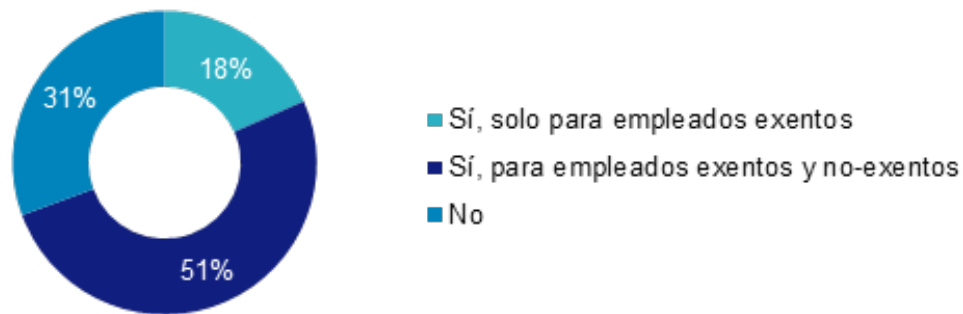 18%
31%
51%
Sí, solo para empleados exentos
Sí, para empleados exentos y no-exentos
No